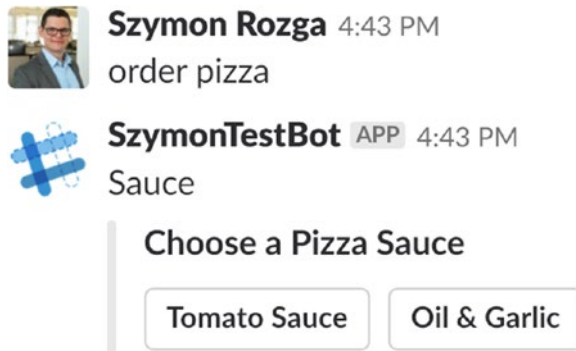 Szymon Rozga 4:43 PM
order pizza
SzymonTestBot APP 4:43 PM
Sauce
Choose a Pizza Sauce
Tomato Sauce Oil & Garlic